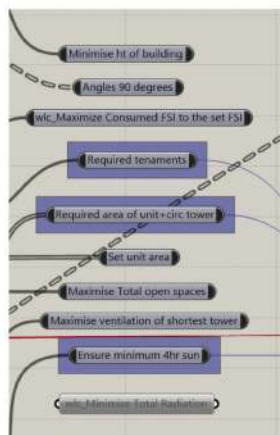 Minimise ht of building
Angles 90 degrees
wlc_Maximize Consumed FSI to the set FSI
Required tenaments
Required area of unit+circ tower
Set unit area
Maximise Total open spaces
Maximise ventilation of shortest tower
Ensure minimum 4hr sun
wlc_Minimise Total Radiation